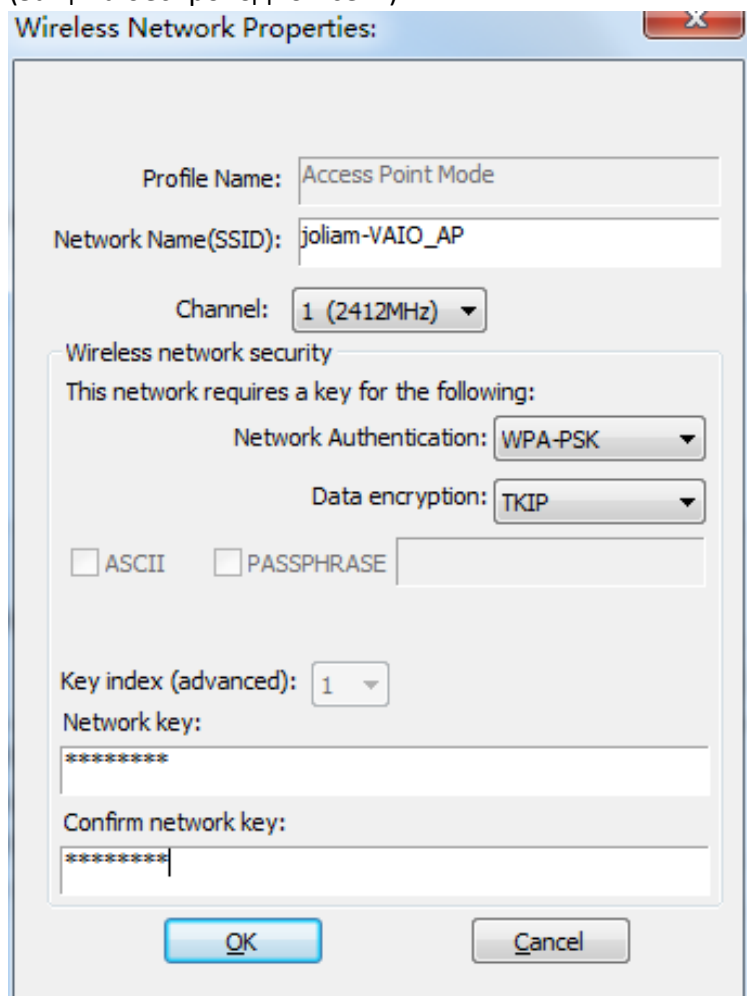 Wireless Network Properties:
Profile Name: Access Point Mode
Network Name(SSID): joliam-VAIO_AP
Channel: 1 (2412MHz)
Wireless network security
This network requires a key for the following:
Network Authentication: WPA-PSK
Data encryption: TKIP
ASCII PASSPHRASE
Key index (advanced): 1
Network key:
********
Confirm network key:
********
OK Cancel